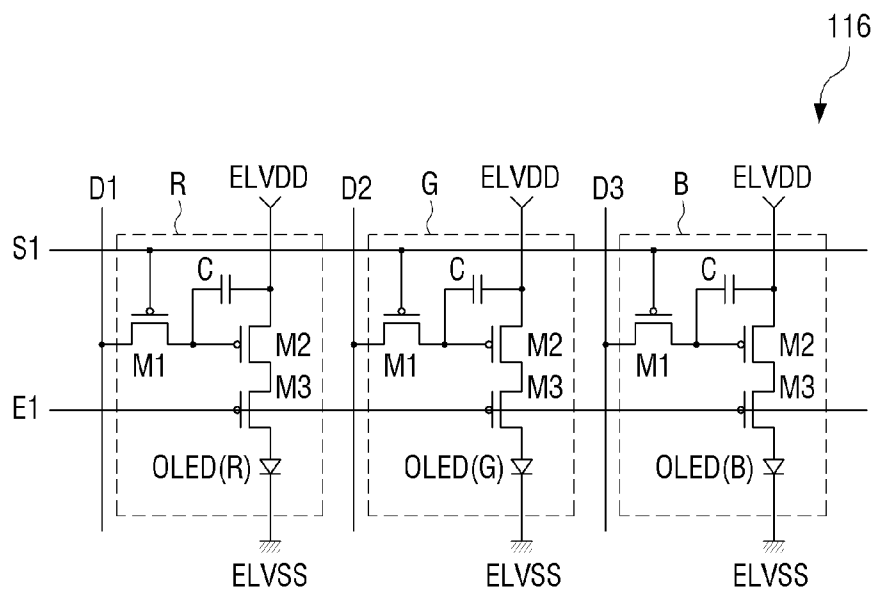 116
D1 R ELVDD D2 G ELVDD D3 B ELVDD
S1
C C C
M1 M2 M1 M2 M1 M2
M3 M3 M3
E1
OLED(R) OLED(G) OLED(B)
ELVSS ELVSS ELVSS